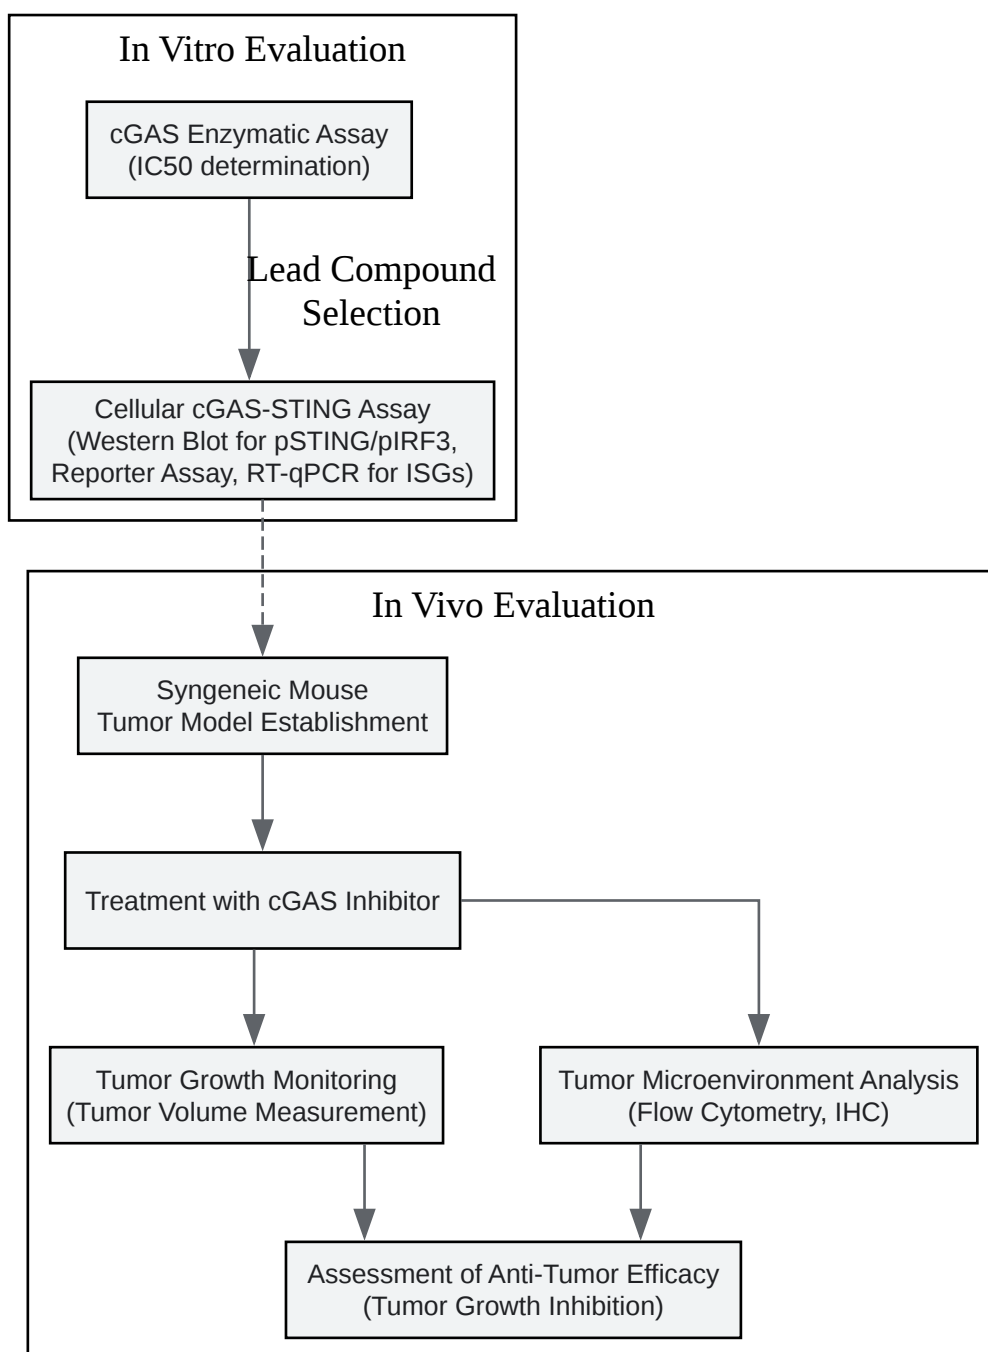 In Vitro Evaluation
cGAS Enzymatic Assay
(IC50 determination)
Lead Compound
Selection
Cellular cGAS-STING Assay
(Western Blot for pSTING/pIRF3,
Reporter Assay, RT-qPCR for ISGs)
In Vivo Evaluation
Syngeneic Mouse
Tumor Model Establishment
Treatment with cGAS Inhibitor
Tumor Growth Monitoring
(Tumor Volume Measurement)
Tumor Microenvironment Analysis
(Flow Cytometry, IHC)
Assessment of Anti-Tumor Efficacy
(Tumor Growth Inhibition)